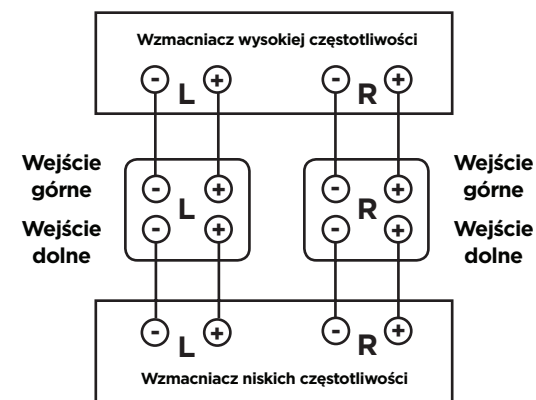 Wzmacniacz wysokiej częstotliwości
- L + - R +
Wejście
górne
- L +
- R +
Wejście
górne
Wejście
dolne
- +
- +
Wejście
dolne
- L + - R +
Wzmacniacz niskich częstotliwości